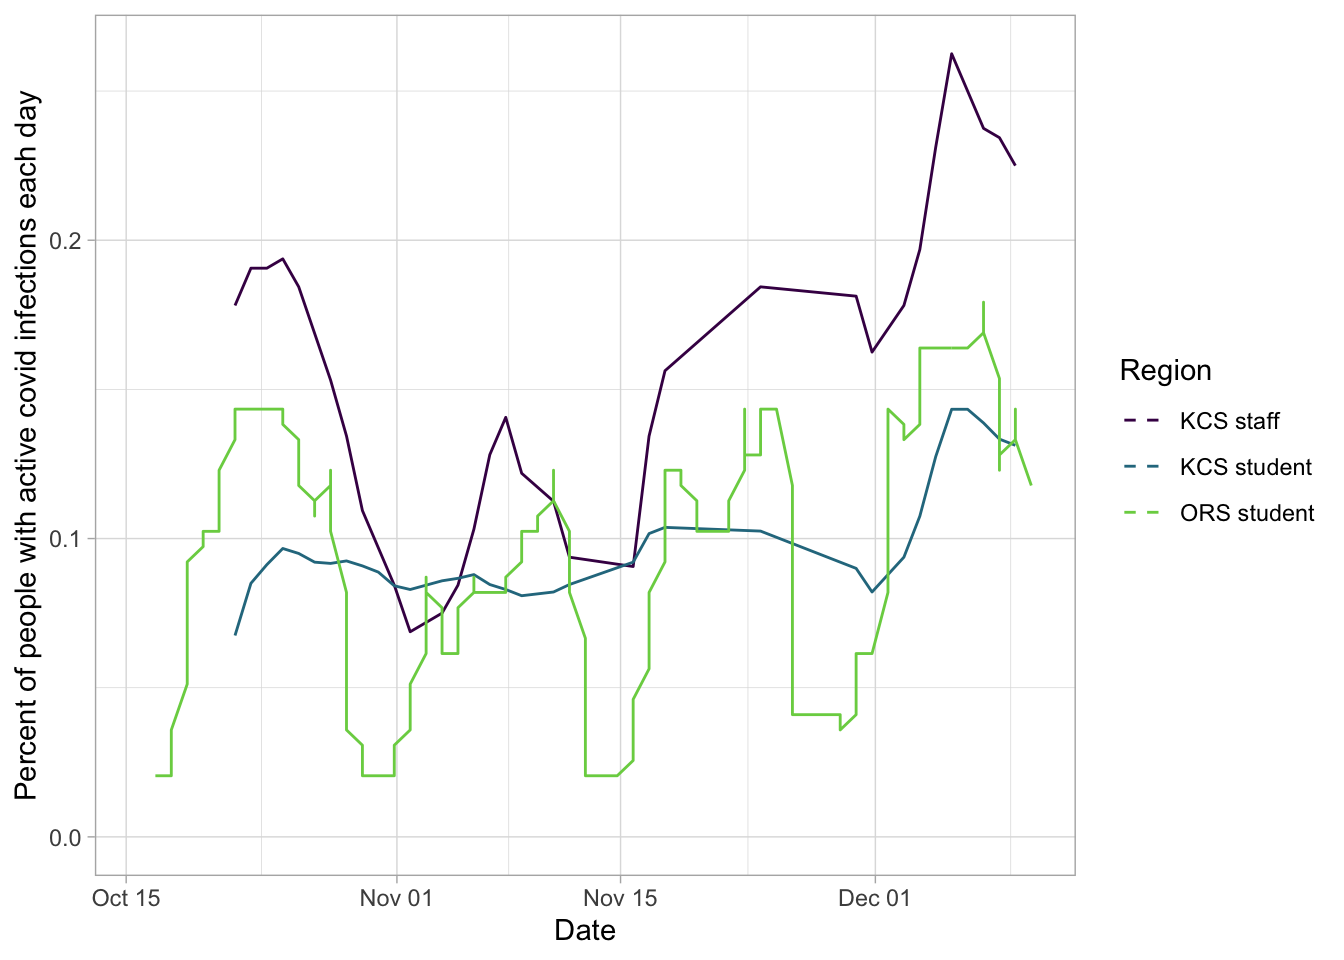 Percent of people with active covid infections each day
0.2
0.1
0.0
Oct 15
Nov 01
Nov 15
Dec 01
Date
Region
KCS staff
KCS student
ORS student